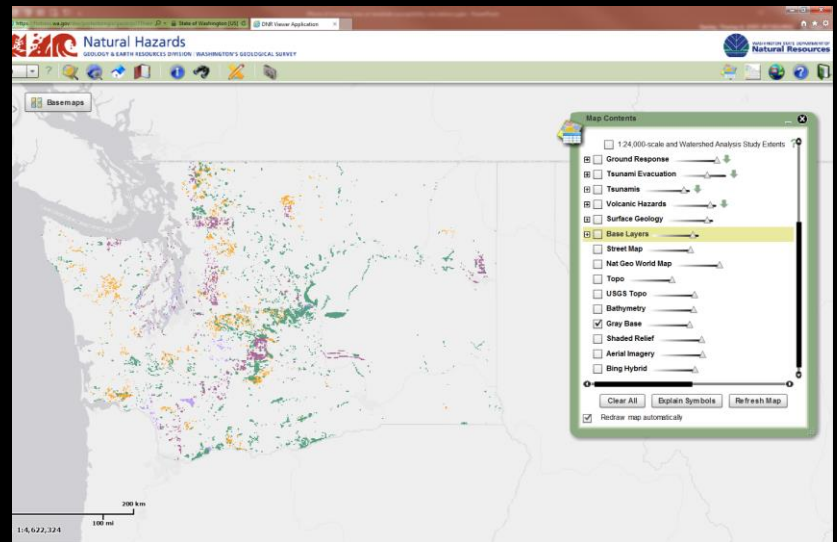 State of Washington [US]
DNR Viewer Application
Natural Hazards
GEOLOGY & EARTH RESOURCES DIVISION | WASHINGTON'S GEOLOGICAL SURVEY
WASHINGTON STATE DEPARTMENT OF
Natural Resources
Basemaps
Map Contents
1:24,000-scale and Watershed Analysis Study Extents ?
Ground Response
Tsunami Evacuation
Tsunamis
Volcanic Hazards
Surface Geology
Base Layers
Street Map
Nat Geo World Map
Topo
USGS Topo
Bathymetry
Gray Base
Shaded Relief
Aerial Imagery
Bing Hybrid
Clear All Explain Symbols Refresh Map
Redraw map automatically
200 km
100 mi
1:4,622,324